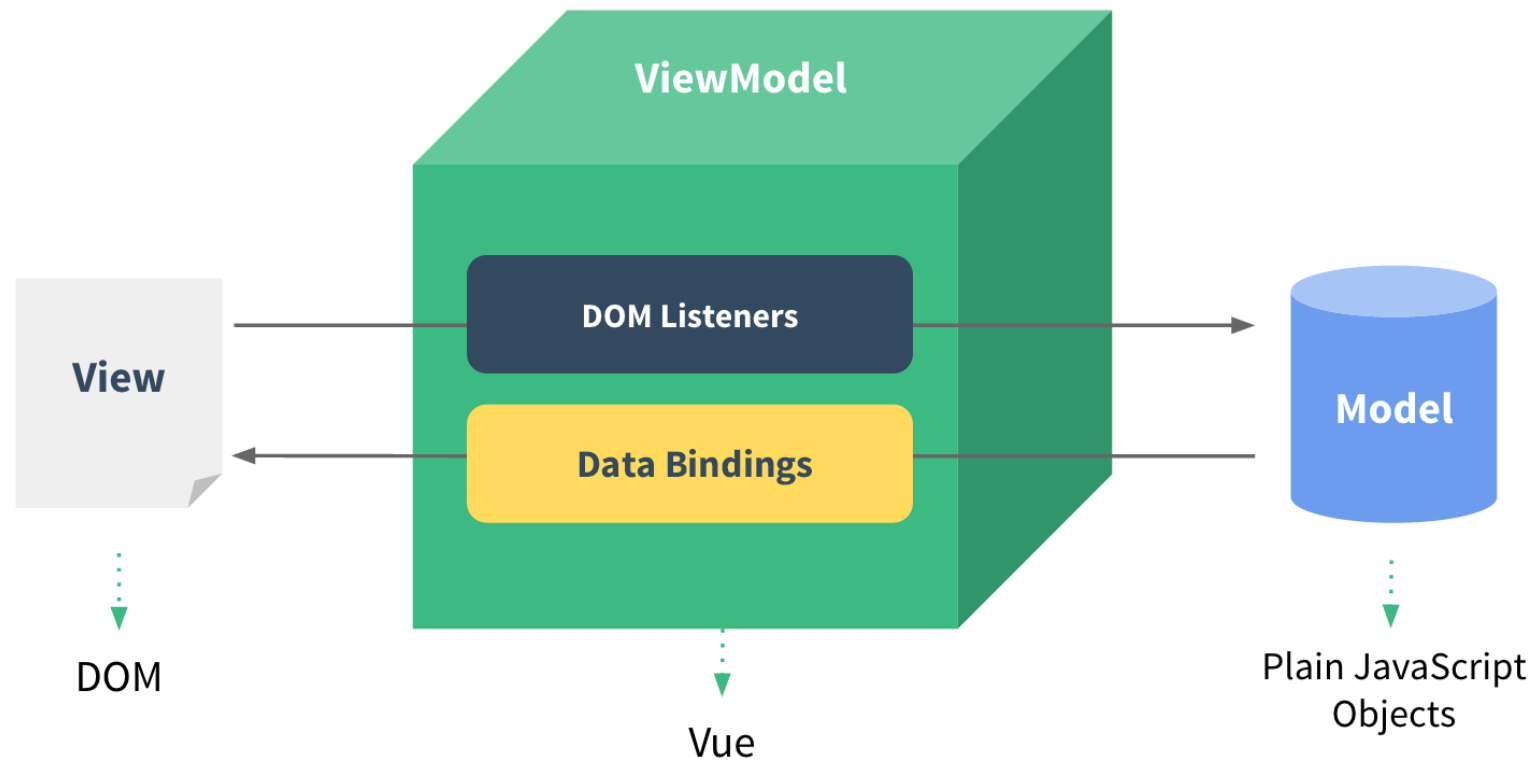 ViewModel
DOM Listeners
View
Model
Data Bindings
DOM
Plain JavaScript
Objects
Vue